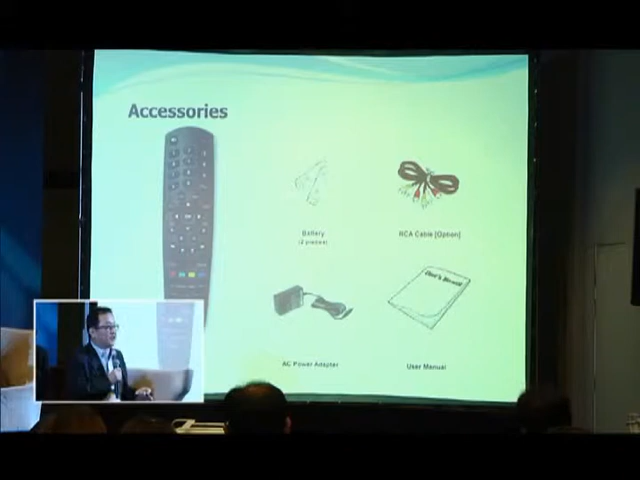 Accessories
Battery
(2 pieces)
RCA Cable [Option]
AC Power Adapter
User Manual